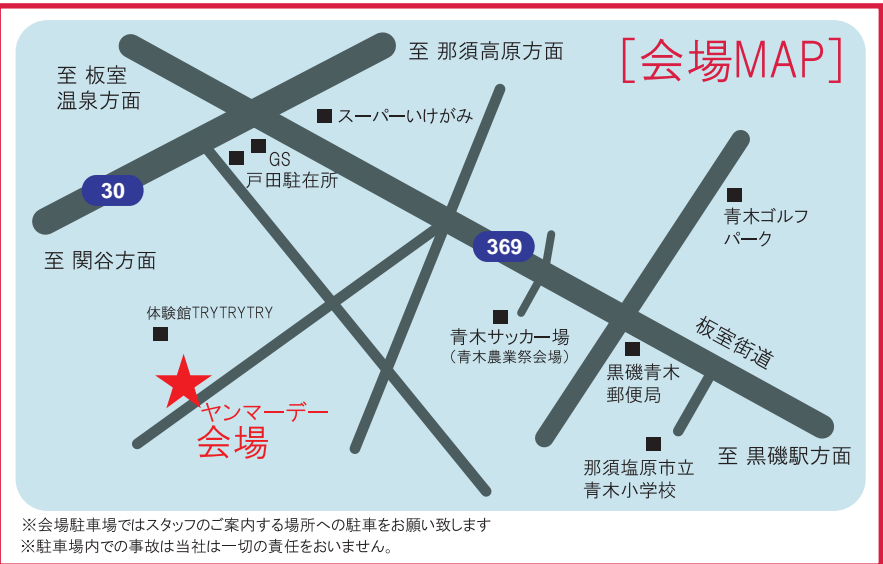 [会場MAP]
至 板室
温泉方面
至 那須高原方面
スーパーいけがみ
GS
戸田駐在所
30
至 関谷方面
369
青木ゴルフ
パーク
体験館TRYTRYTRY
ヤンマーデー
会場
青木サッカー場
(青木農業祭会場)
板室街道
黒磯青木
郵便局
至 黒磯駅方面
那須塩原市立
青木小学校
※会場駐車場ではスタッフのご案内する場所への駐車をお願い致します
※駐車場内での事故は当社は一切の責任をおいません。